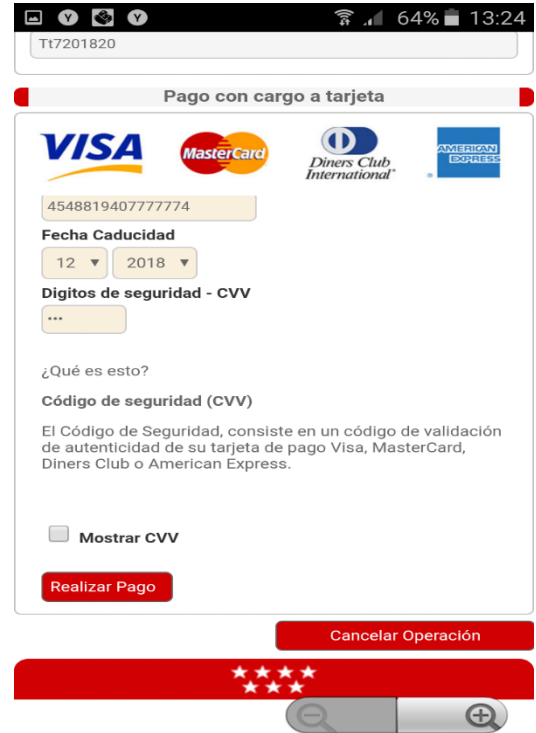 64% 13:24
Tt7201820
Pago con cargo a tarjeta
VISA MasterCard Diners Club International AMERICAN EXPRESS
4548819407777774
Fecha Caducidad
12 2018
Digitos de seguridad - CVV
•••
¿Qué es esto?
Código de seguridad (CVV)
El Código de Seguridad, consiste en un código de validación
de autenticidad de su tarjeta de pago Visa, MasterCard,
Diners Club o American Express.
Mostrar CVV
Realizar Pago
Cancelar Operación